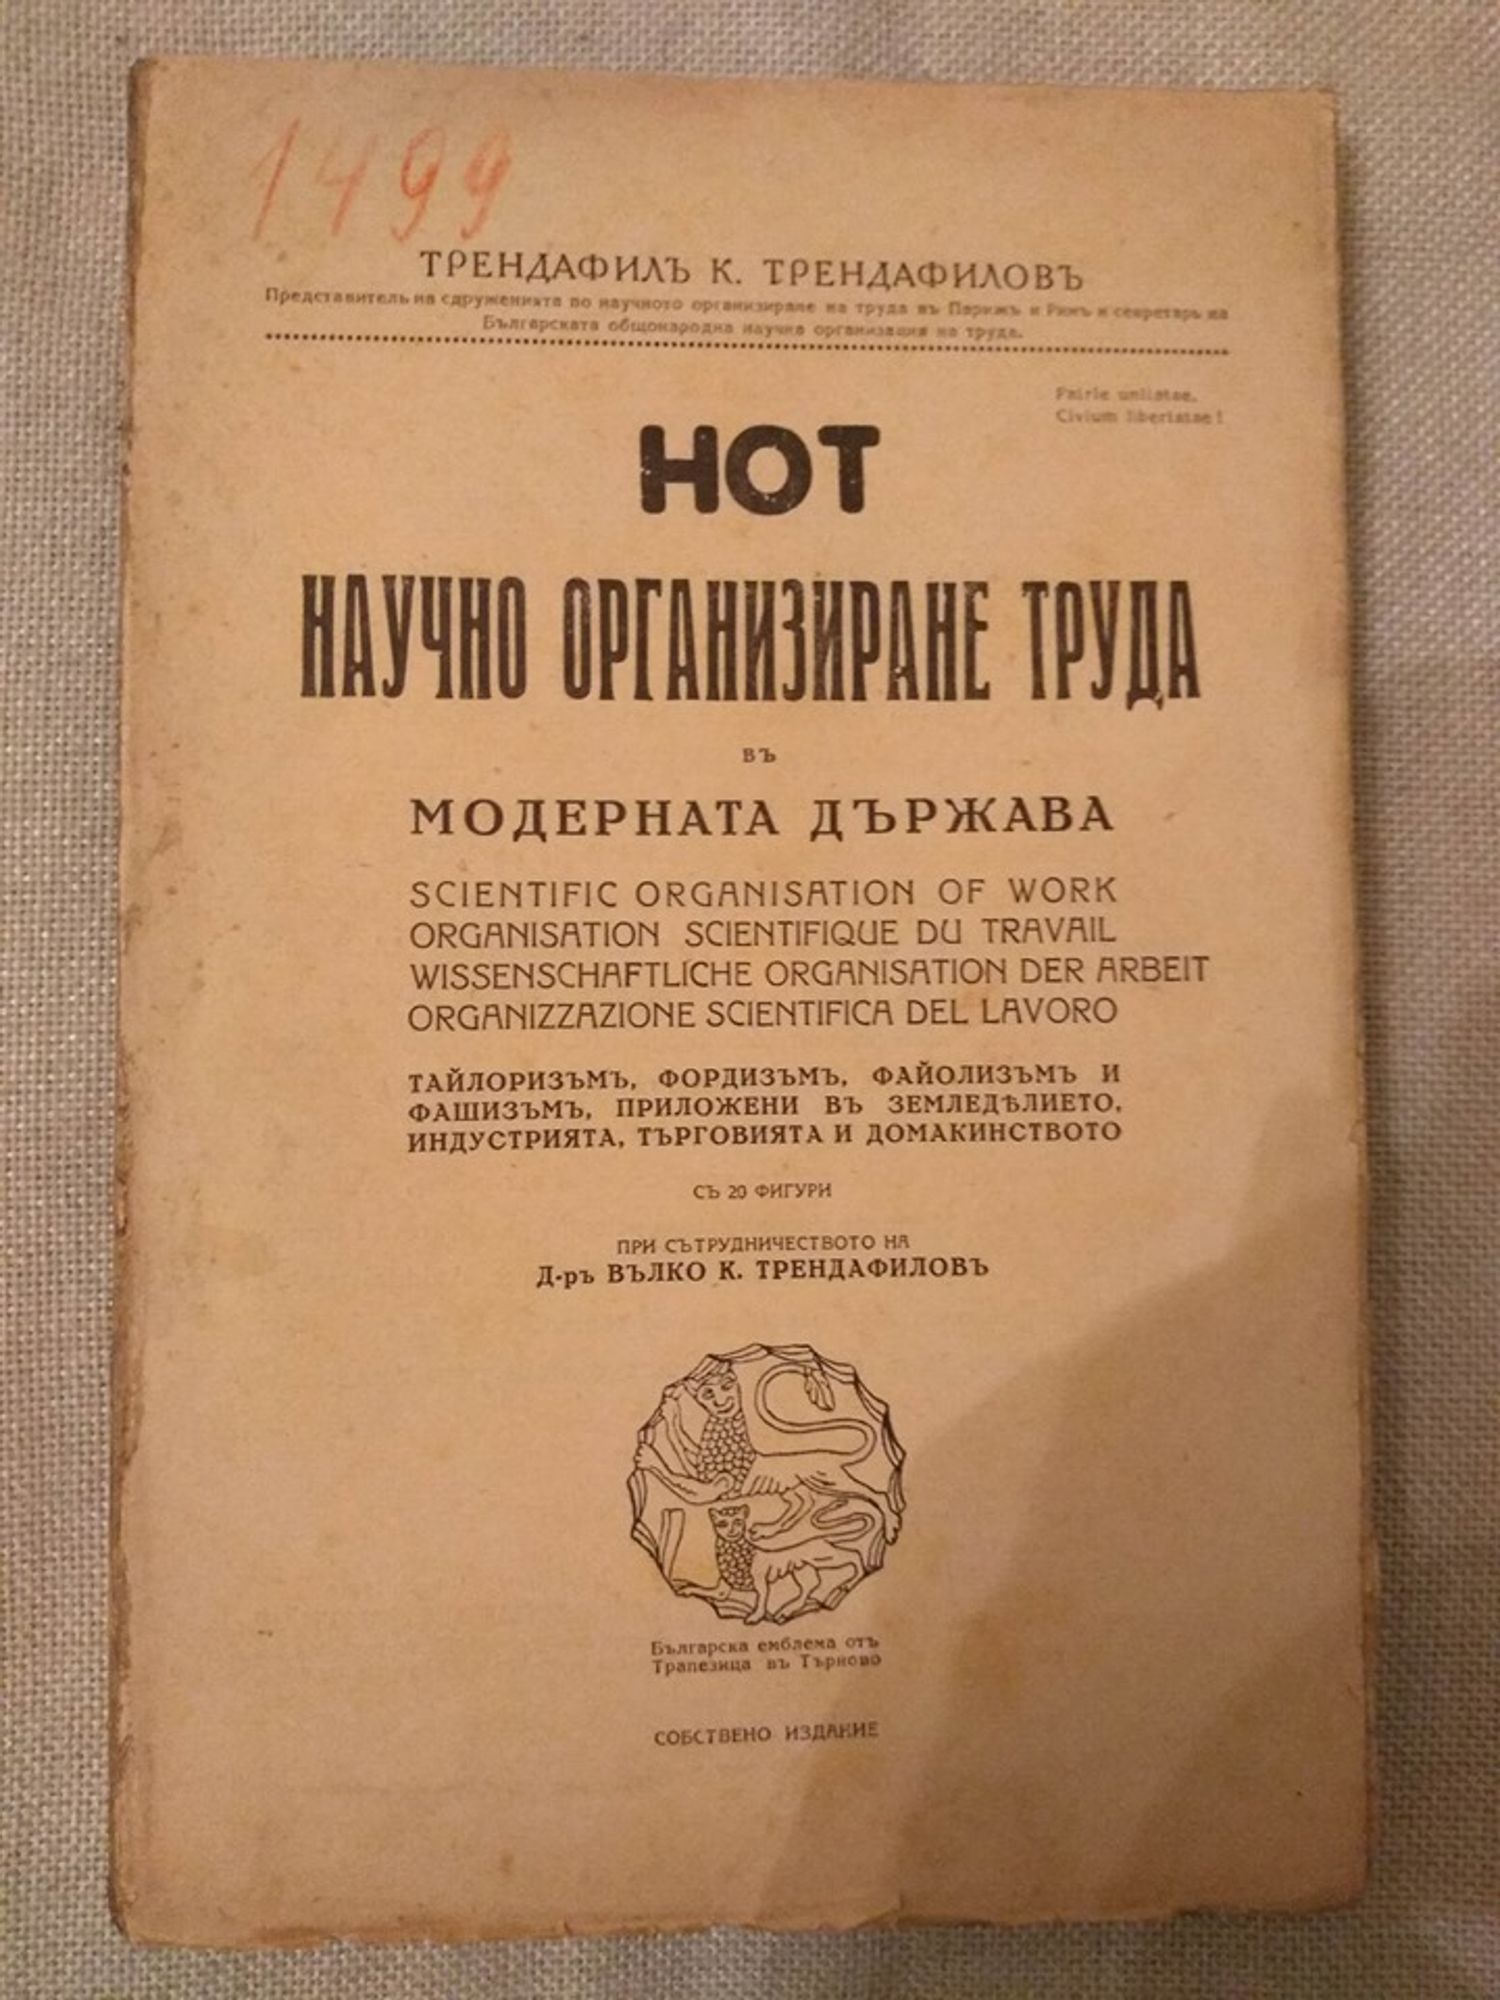 1499
ТРЕНДАФИЛЪ К. ТРЕНДАФИЛОВЪ
Представитель на сдруженията по научното организиране на труда въ Парижъ и Римъ и секретарь на
Българската общонародна научна организация на труда.
Patrie unitatae,
Civium libertatae!
НОТ
НАУЧНО ОРГАНИЗИРАНЕ ТРУДА
ВЪ
МОДЕРНАТА ДЪРЖАВА
SCIENTIFIC ORGANISATION OF WORK
ORGANISATION SCIENTIFIQUE DU TRAVAIL
WISSENSCHAFTLICHE ORGANISATION DER ARBEIT
ORGANIZZAZIONE SCIENTIFICA DEL LAVORO
ТАЙЛОРИЗЪМЪ, ФОРДИЗЪМЪ, ФАЙОЛИЗЪМЪ И
ФАШИЗЪМЪ, ПРИЛОЖЕНИ ВЪ ЗЕМЛЕДѢЛИЕТО,
ИНДУСТРИЯТА, ТЪРГОВИЯТА И ДОМАКИНСТВОТО
СЪ 20 ФИГУРИ
ПРИ СЪТРУДНИЧЕСТВОТО НА
Д-ръ ВЪЛКО К. ТРЕНДАФИЛОВЪ
Българска емблема отъ
Трапезица въ Търново
СОБСТВЕНО ИЗДАНИЕ